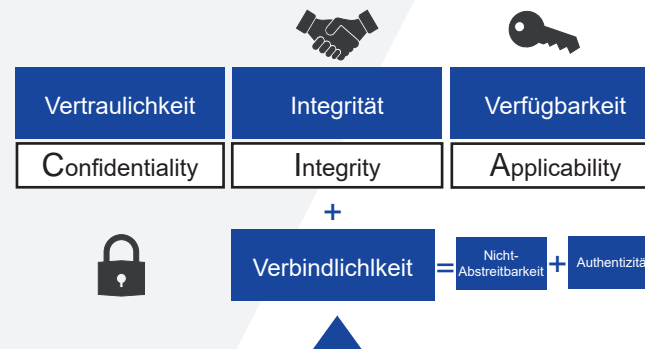 Vertraulichkeit Integrität Verfügbarkeit
Confidentiality Integrity Applicability
+
Verbindlichlkeit = Nicht-Abstreitbarkeit + Authentizitä